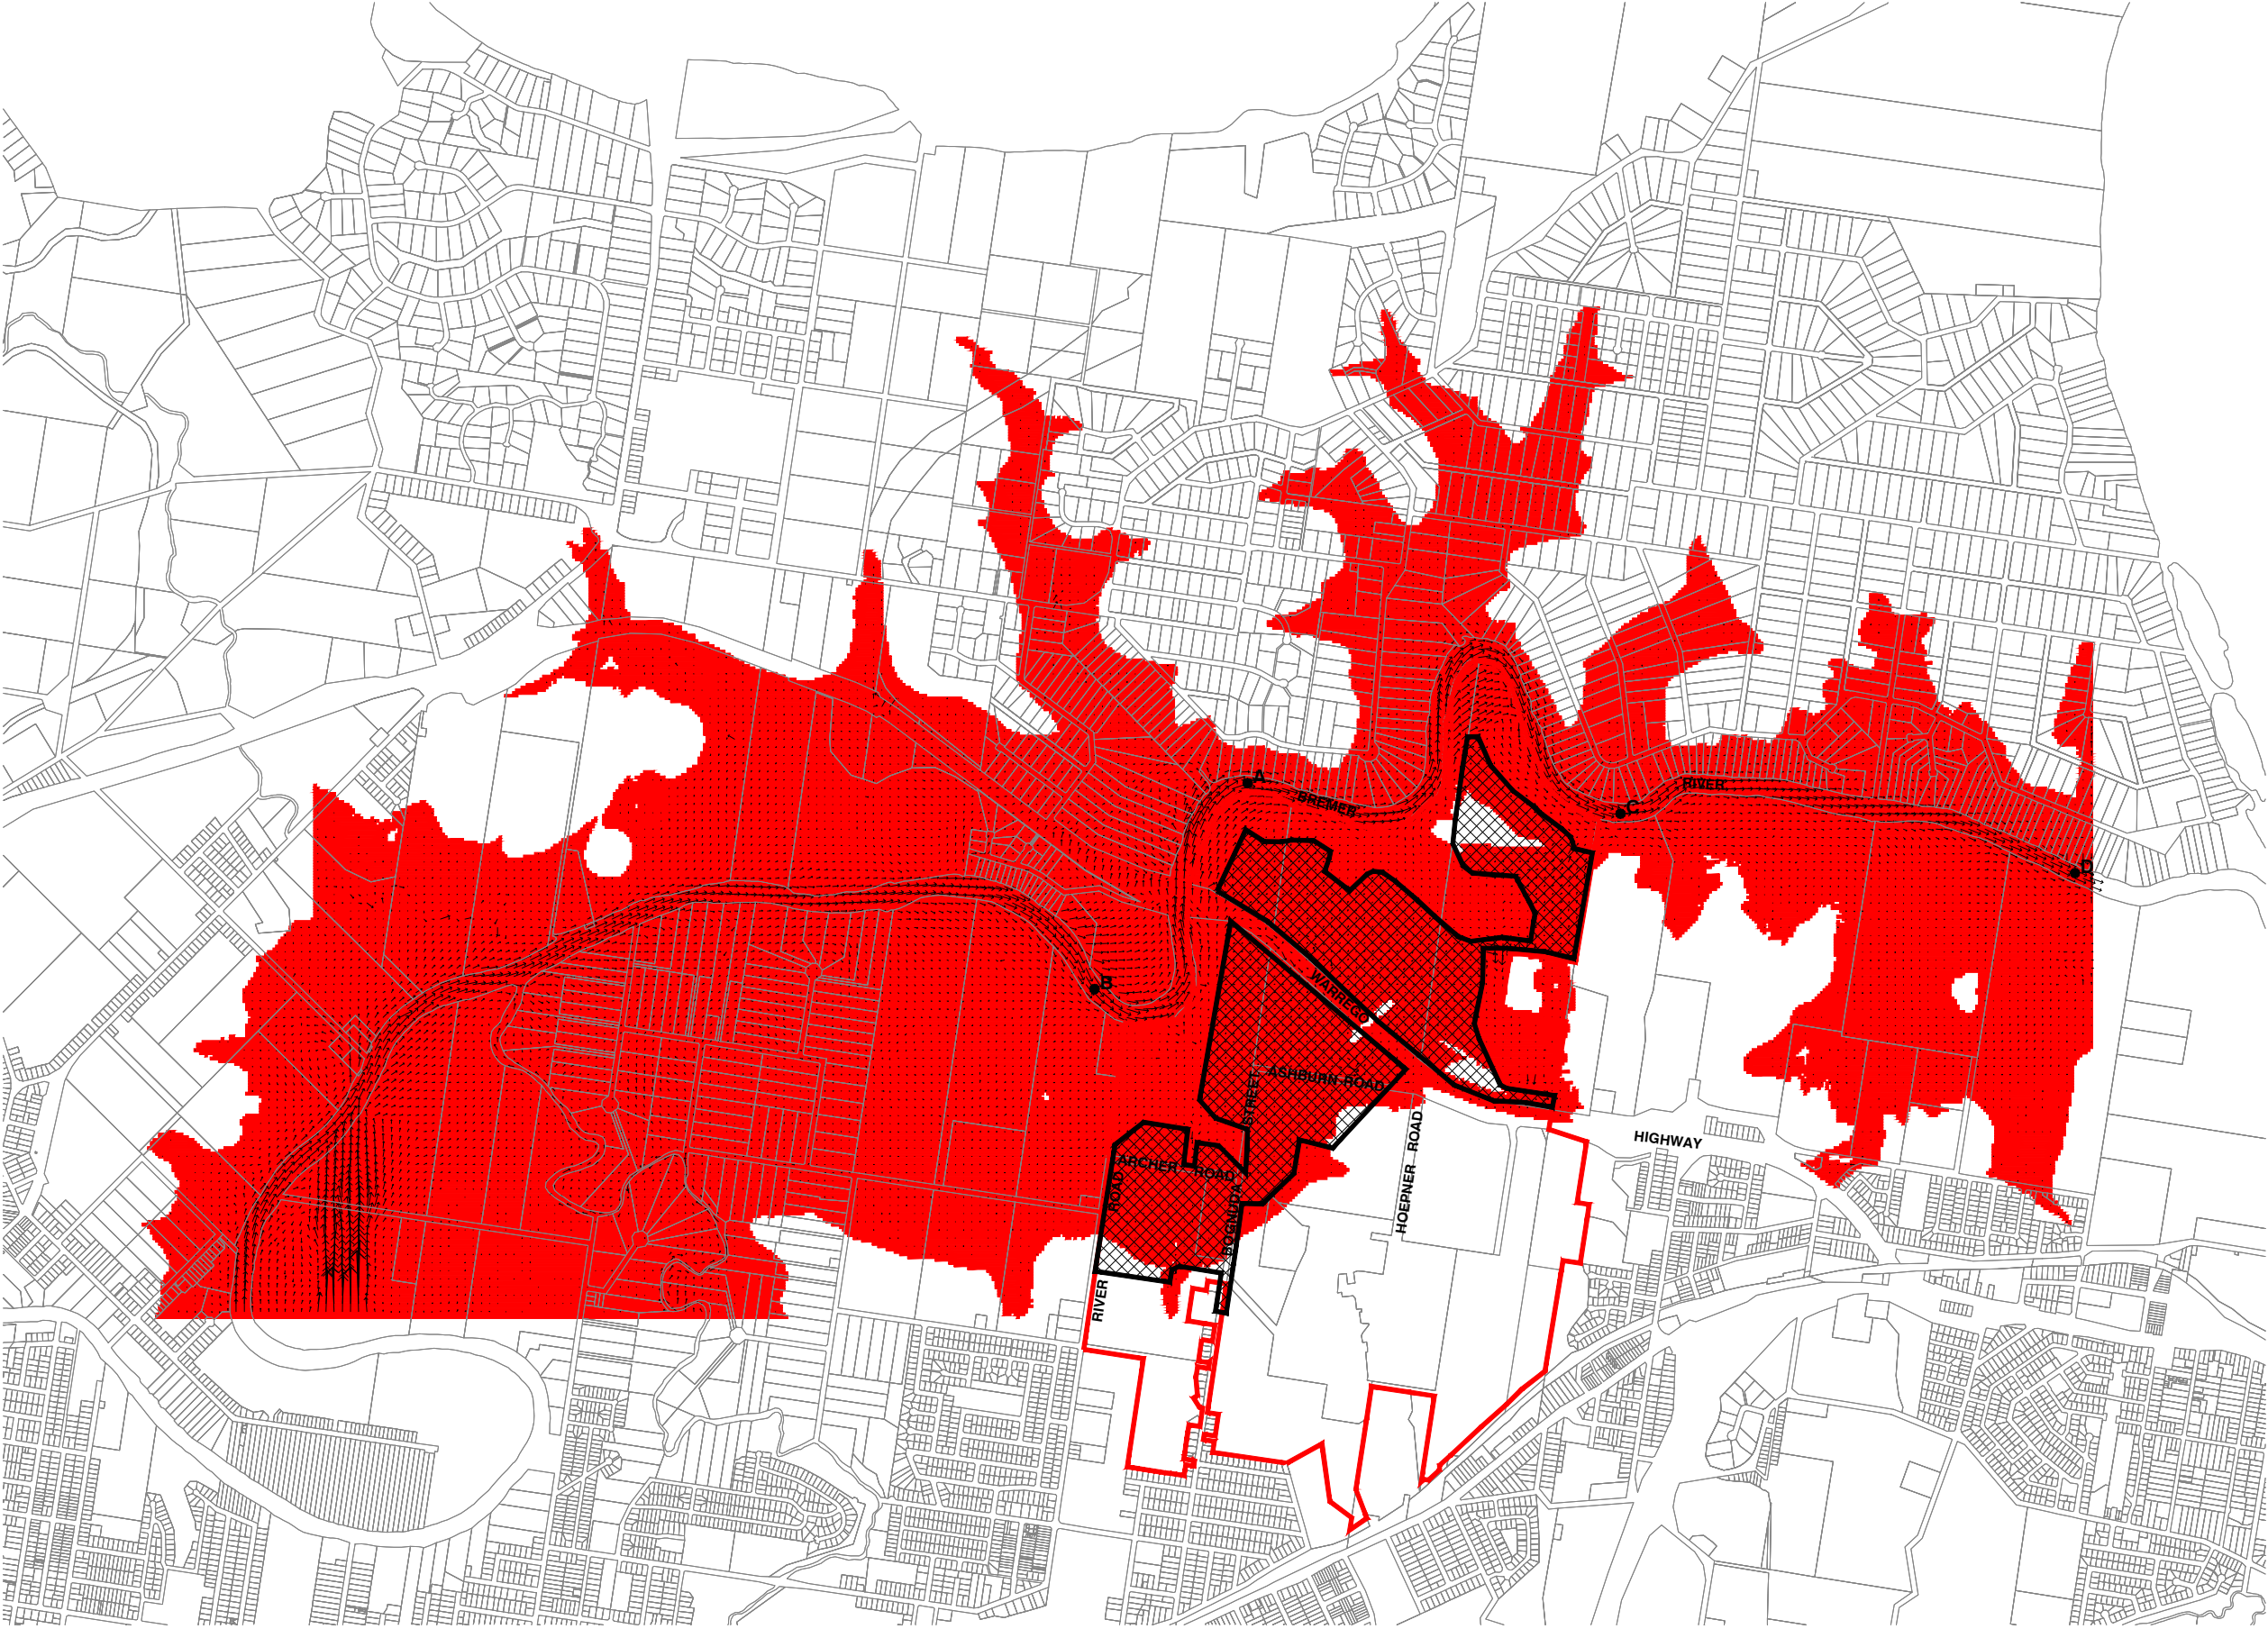 A
BREMER
C
RIVER
D
B
WARREGO
ASHBURN ROAD
STREET
HIGHWAY
ARCHER ROAD
ROAD
HOEPNER ROAD
RIVER